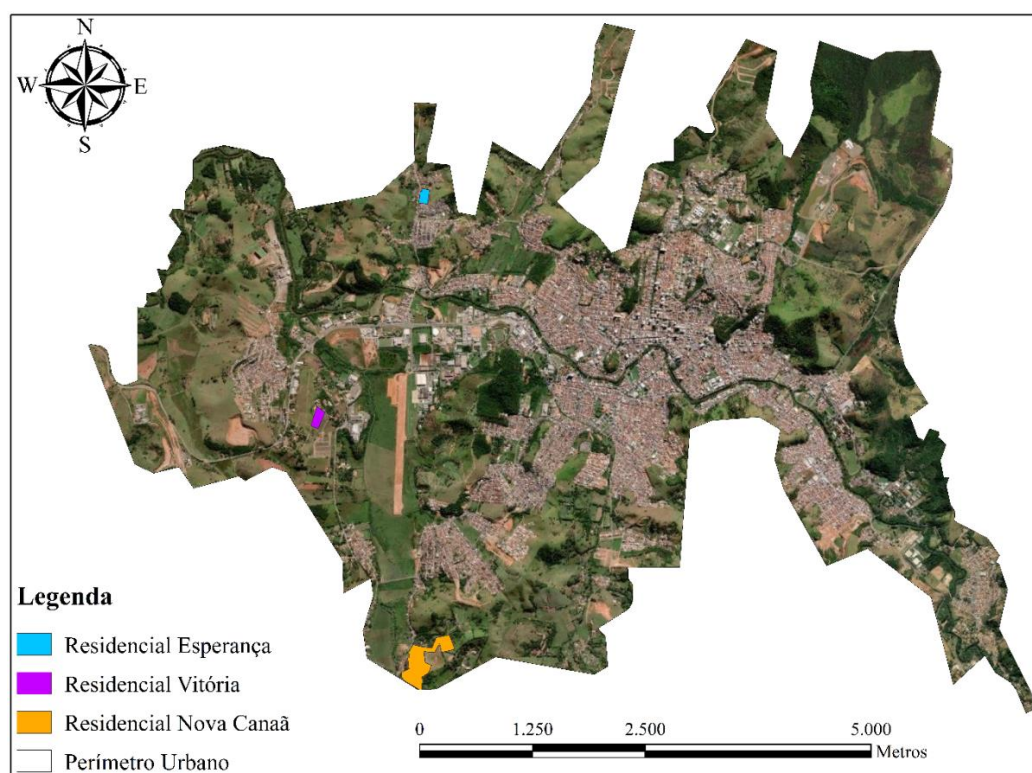 N
W E
S
Legenda
Residencial Esperança
Residencial Vitória
Residencial Nova Canaã
Perímetro Urbano
0 1.250 2.500 5.000
Metros